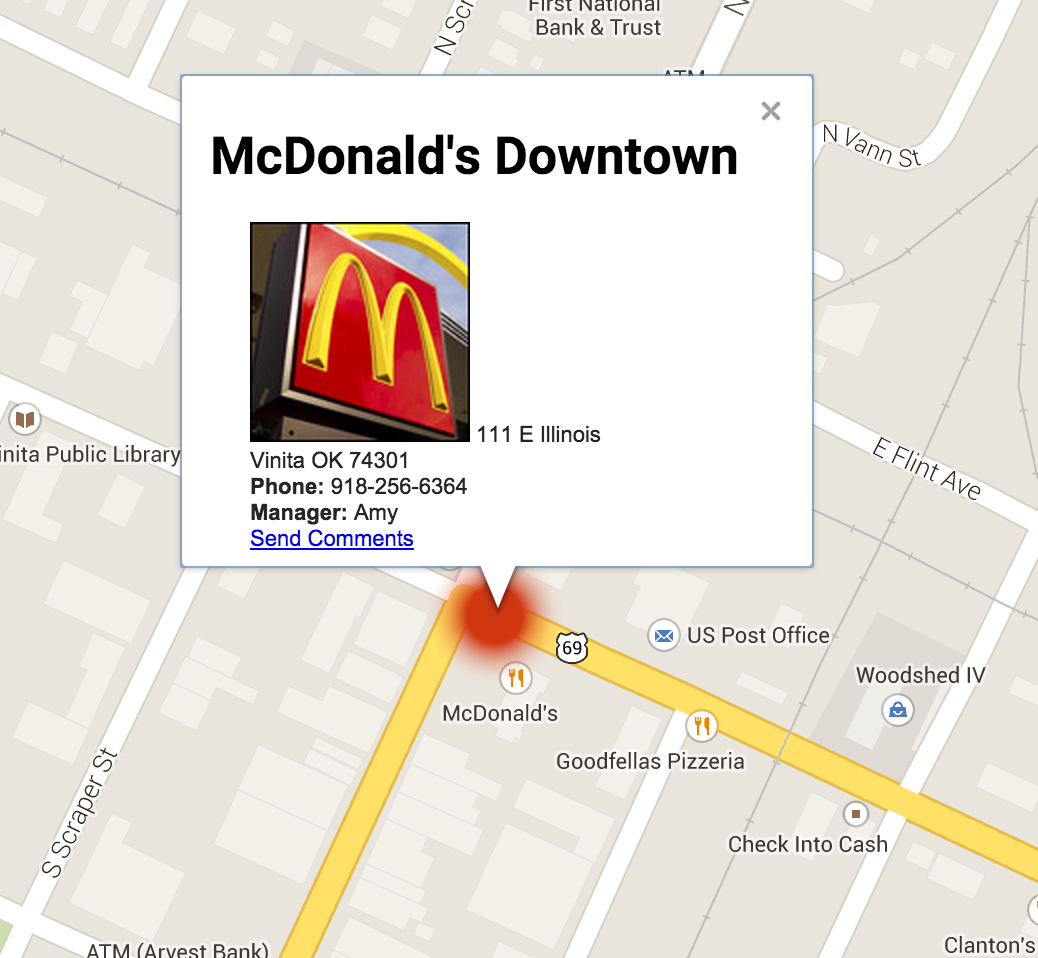 First National
Bank & Trust
N Scr
N
ATM
N Vann St
McDonald's Downtown
M
111 E Illinois
Vinita OK 74301
Phone: 918-256-6364
Manager: Amy
Send Comments
inita Public Library
E Flint Ave
69
US Post Office
Woodshed IV
McDonald's
Goodfellas Pizzeria
S Scraper St
Check Into Cash
ATM (Arvest Bank)
Clanton's